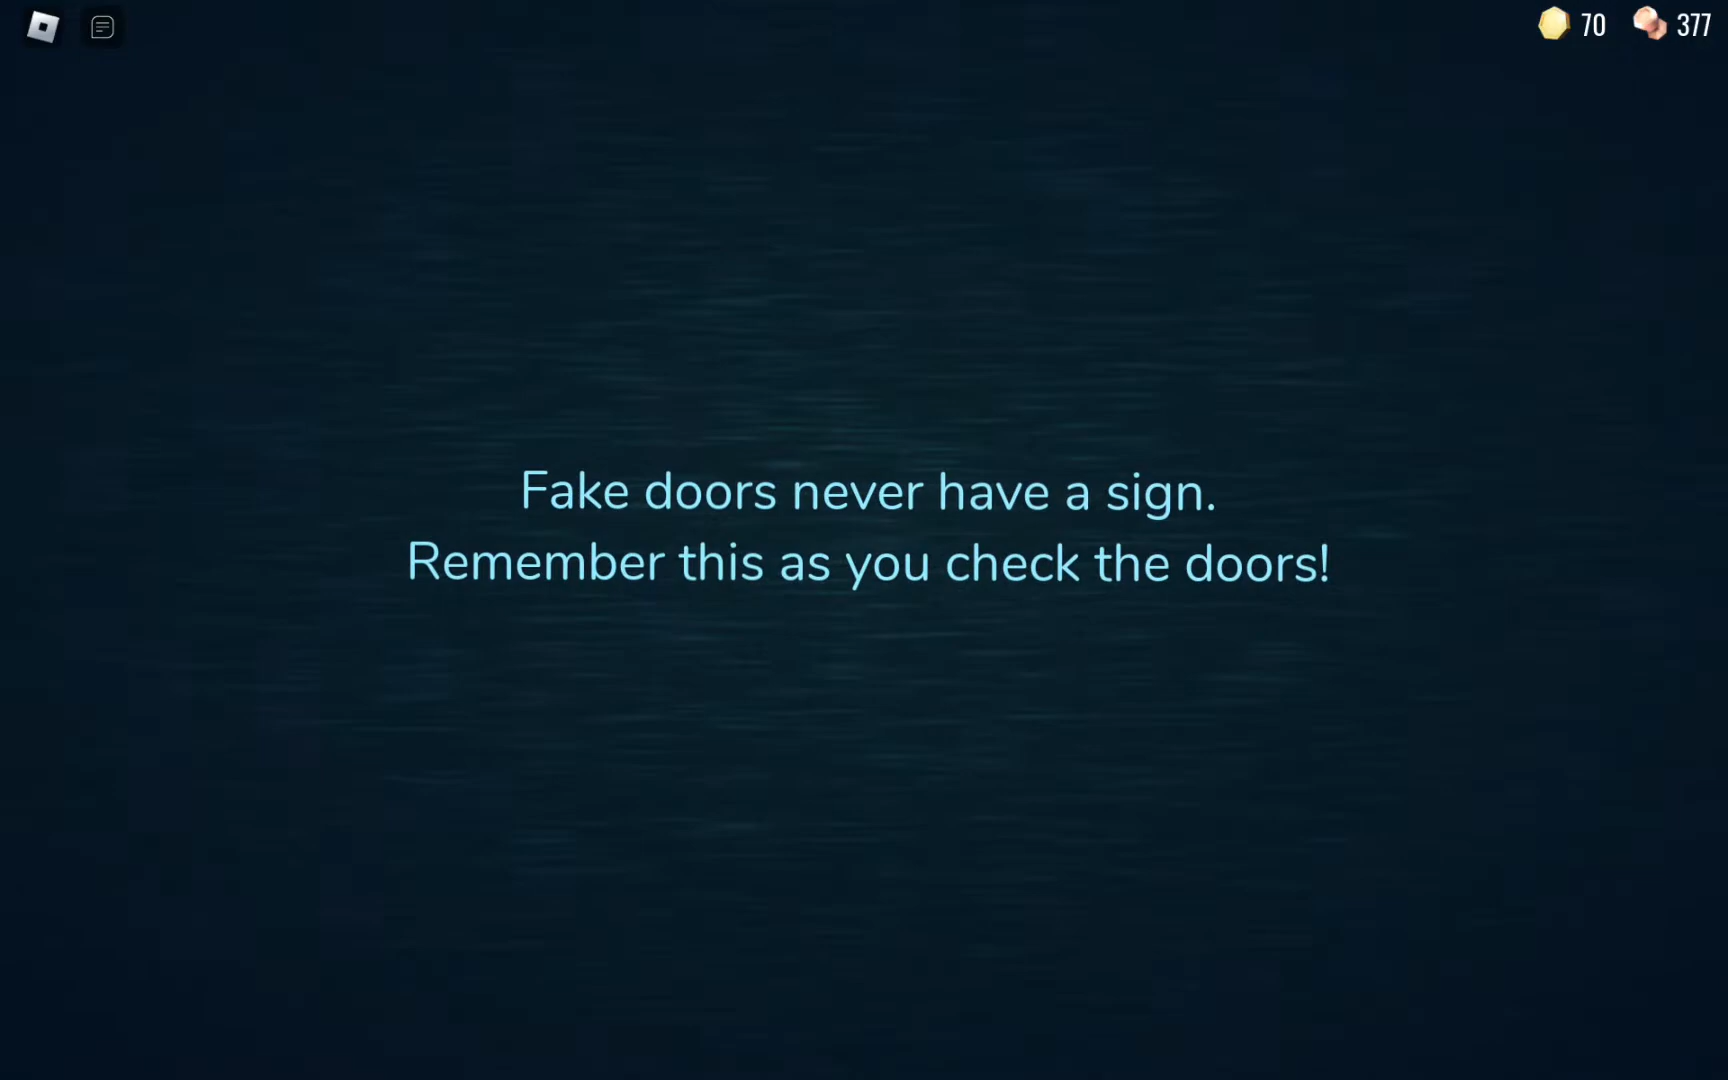 70 377
Fake doors never have a sign.
Remember this as you check the doors!